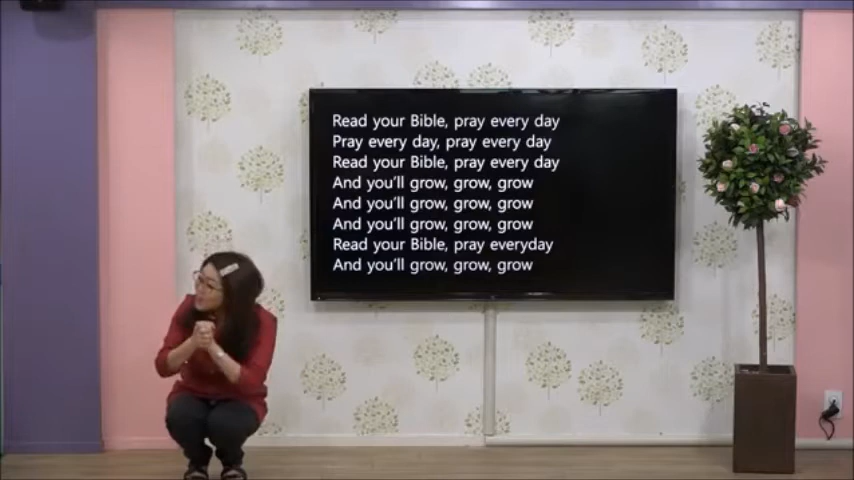 Read your Bible, pray every day
Pray every day, pray every day
Read your Bible, pray every day
And you'll grow, grow, grow
And you'll grow, grow, grow
And you'll grow, grow, grow
Read your Bible, pray everyday
And you'll grow, grow, grow